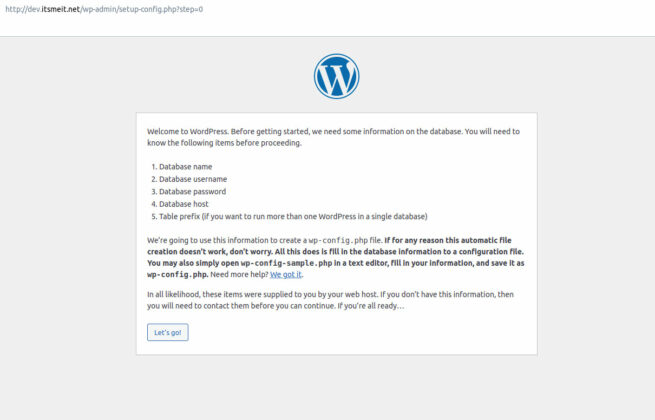 http://dev.itsmeit.net/wp-admin/setup-config.php?step=0
Welcome to WordPress. Before getting started, we need some information on the database. You will need to
know the following items before proceeding.
1. Database name
2. Database username
3. Database password
4. Database host
5. Table prefix (if you want to run more than one WordPress in a single database)
We're going to use this information to create a wp-config.php file. If for any reason this automatic file
creation doesn't work, don't worry. All this does is fill in the database information to a configuration file.
You may also simply open wp-config-sample.php in a text editor, fill in your information, and save it as
wp-config.php. Need more help? We got it.
In all likelihood, these items were supplied to you by your web host. If you don't have this information, then
you will need to contact them before you can continue. If you're all ready…
Let's go!